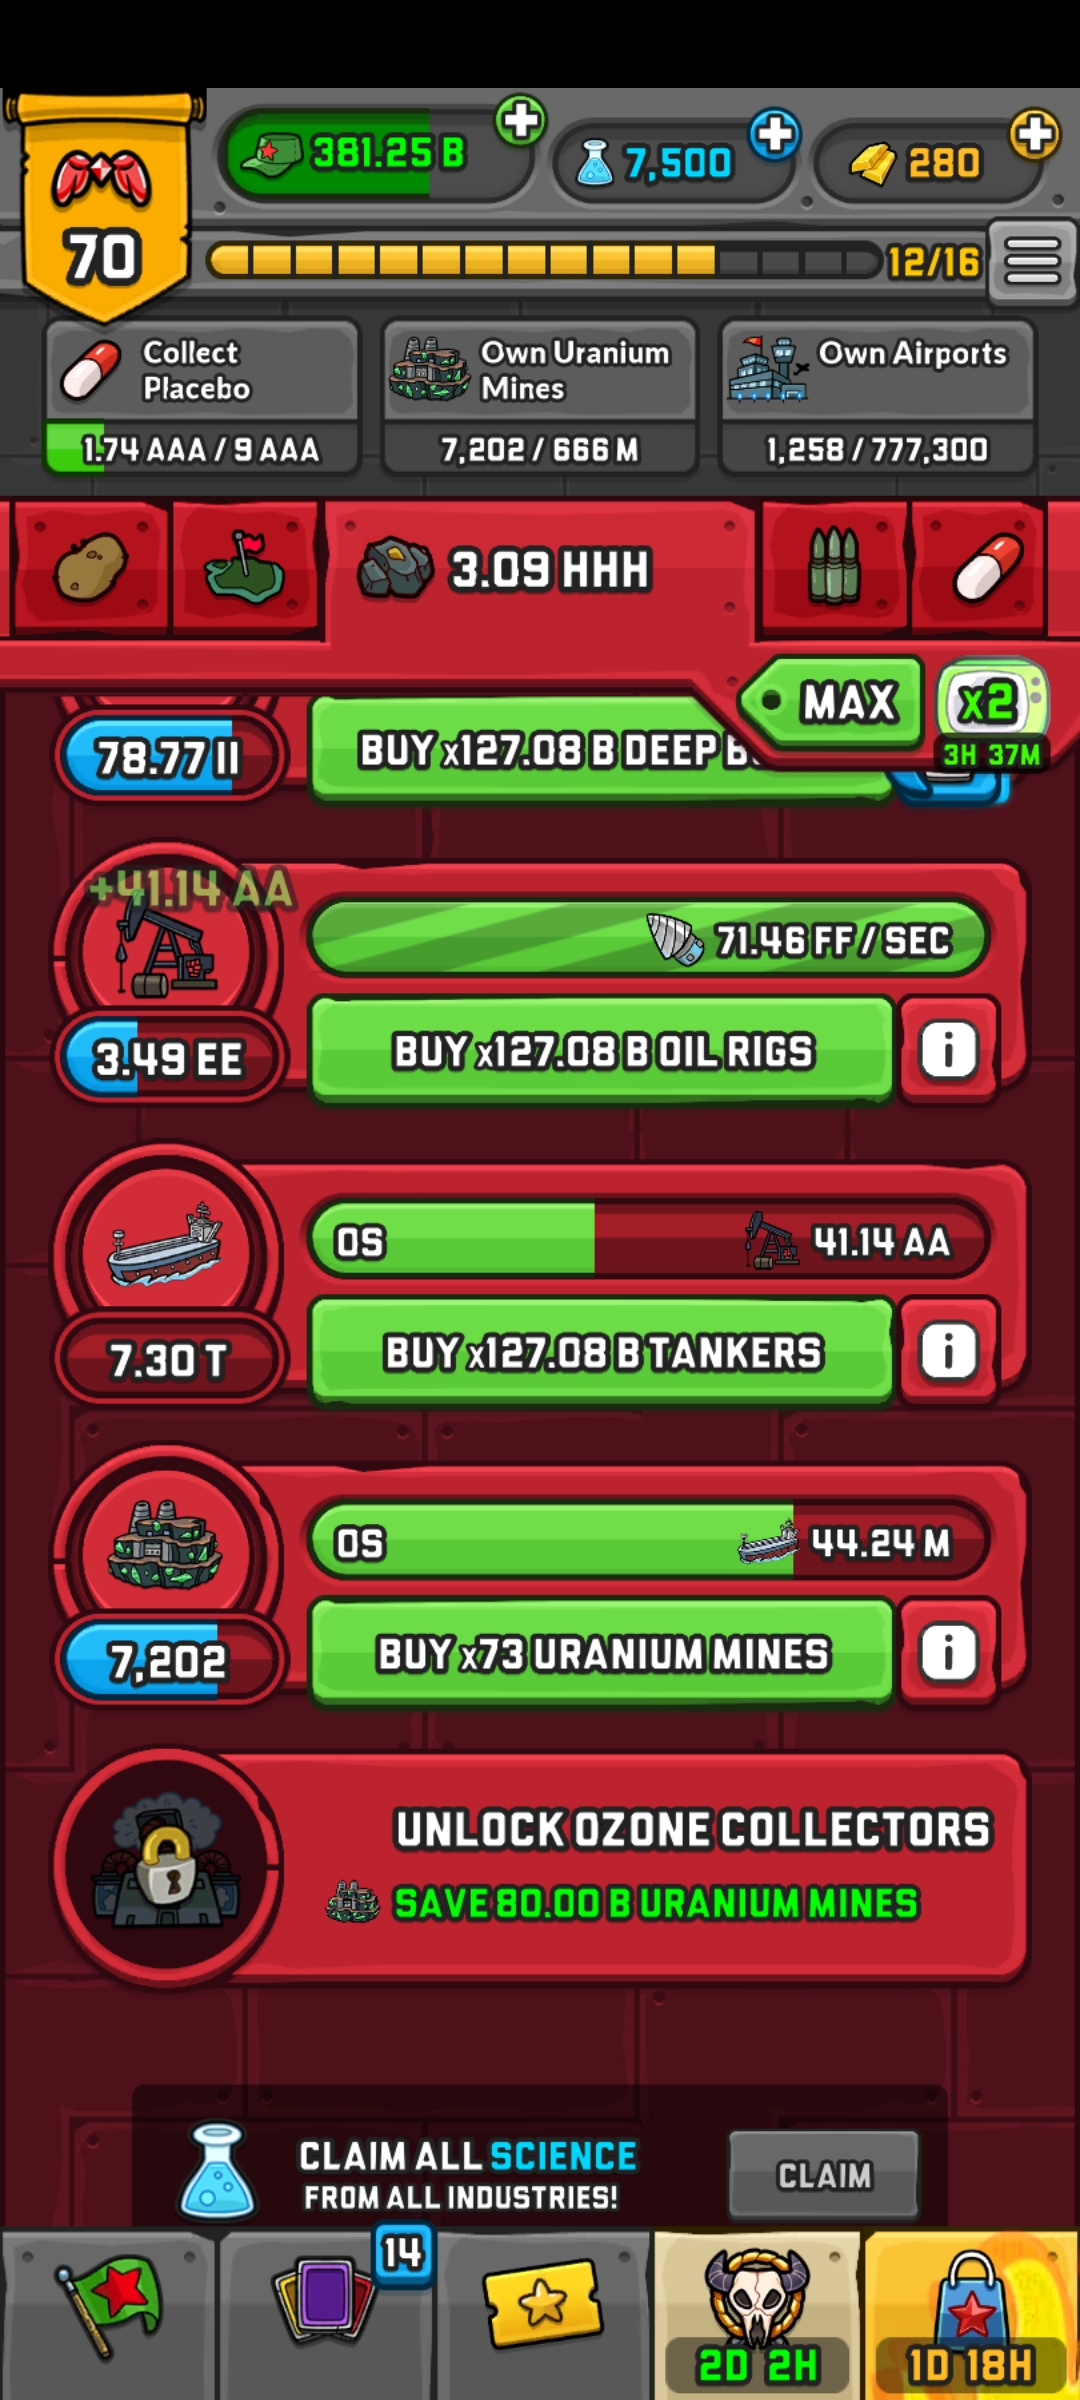 381.25 B
7,500
280
70
12/16
Collect
Placebo
Own Uranium
Mines
Own Airports
1.74 AAA / 9 AAA
7,202 / 666 M
1,258 / 777,300
3.09 HHH
MAX
x2
3H 37M
78.77 II
BUY x127.08 B DEEP B
+41.14 AA
71.46 FF / SEC
3.49 EE
BUY x127.08 B OIL RIGS
i
0S
41.14 AA
7.30 T
BUY x127.08 B TANKERS
i
0S
44.24 M
7,202
BUY x73 URANIUM MINES
i
UNLOCK OZONE COLLECTORS
SAVE 80.00 B URANIUM MINES
CLAIM ALL SCIENCE
FROM ALL INDUSTRIES!
CLAIM
14
2D 2H
1D 18H